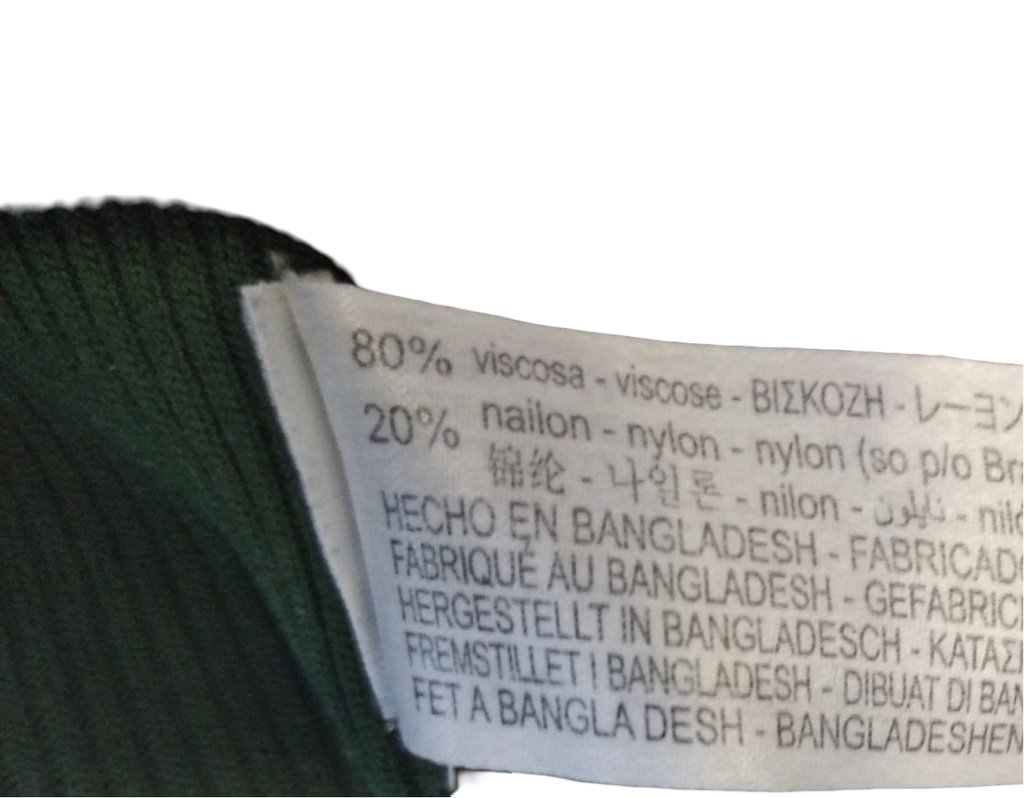 80% viscosa - viscose - ΒΙΣΚΟΖΗ - レーヨン
20% nailon - nylon - nylon (so p/o Bra
锦纶 - 나일론 - nilon - نايلون - nilo
HECHO EN BANGLADESH - FABRICADO
FABRIQUÉ AU BANGLADESH - GEFABRIC
HERGESTELLT IN BANGLADESCH - ΚΑΤΑΣ
FREMSTILLET I BANGLADESH - DIBUAT DI BAN
FET A BANGLA DESH - BANGLADESHEN